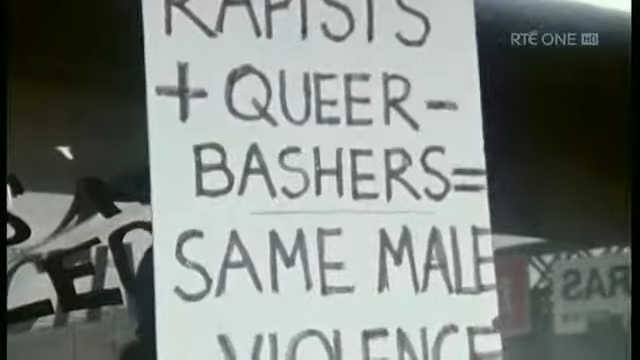 RAPISTS
+ QUEER-
BASHERS=
SAME MALE
VIOLENCE
RTÉ ONE HD